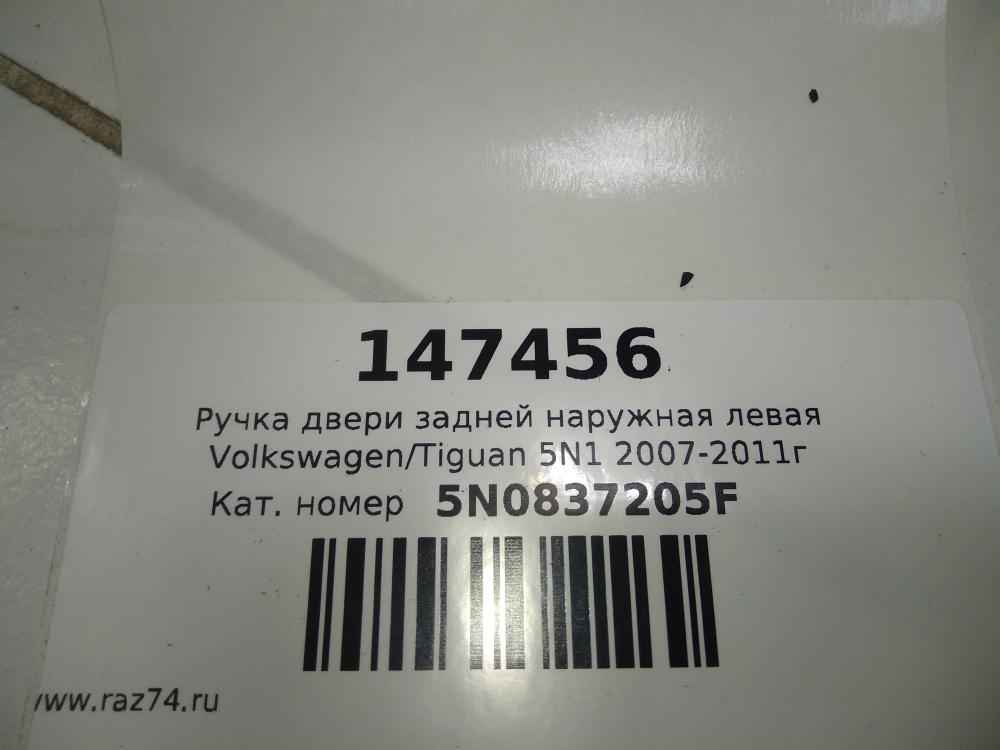 147456
Ручка двери задней наружная левая
Volkswagen/Tiguan 5N1 2007-2011г
Кат. номер 5N0837205F
www.raz74.ru